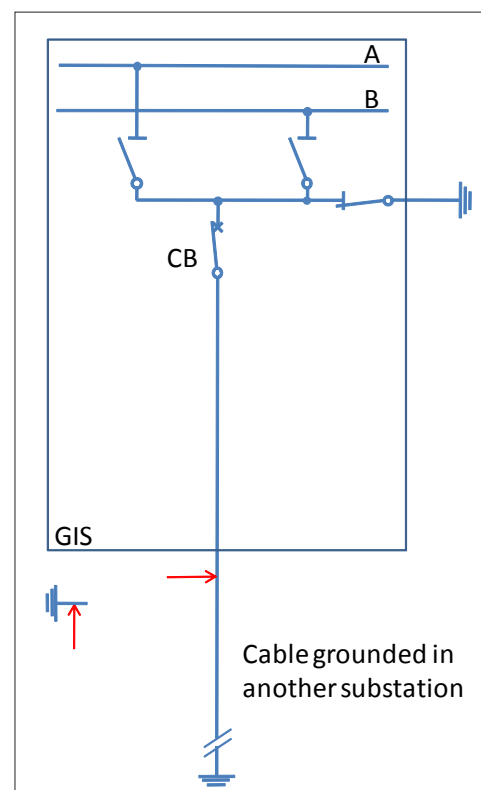 A
B
CB
GIS
Cable grounded in
another substation